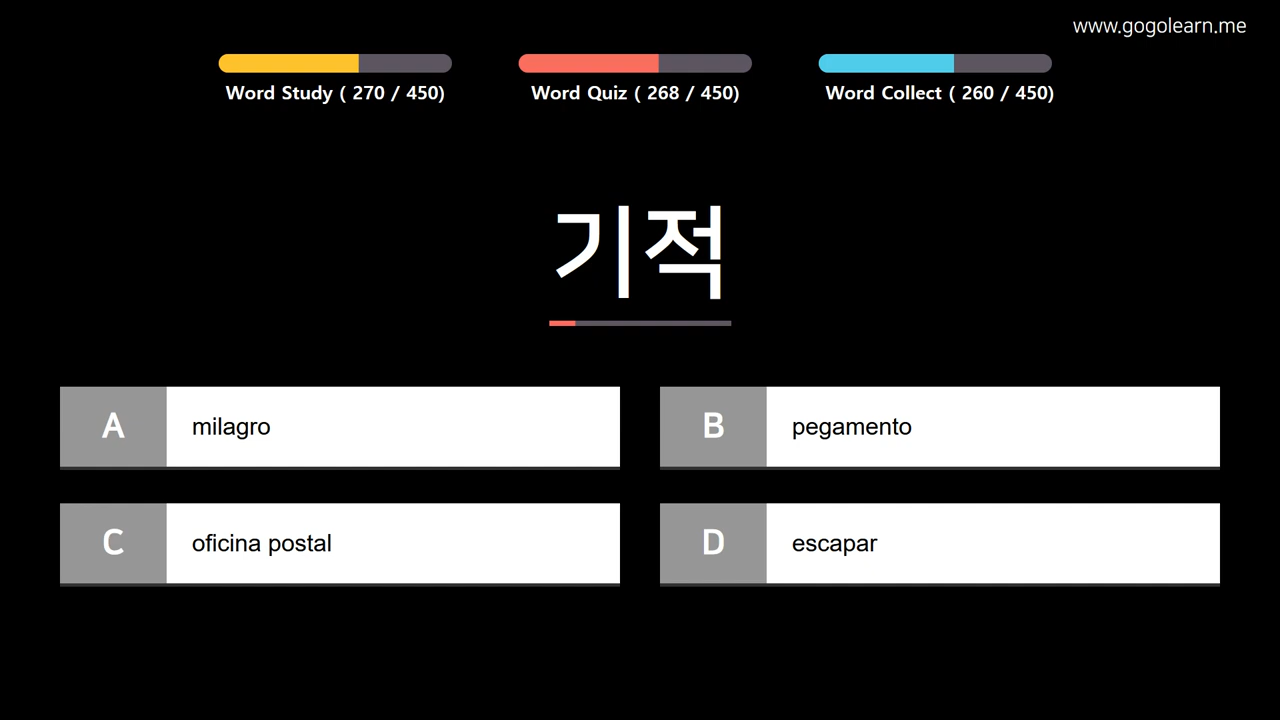 www.gogolearn.me
Word Study ( 270 / 450)
Word Quiz ( 268 / 450)
Word Collect ( 260 / 450)
기적
A milagro
B pegamento
C oficina postal
D escapar